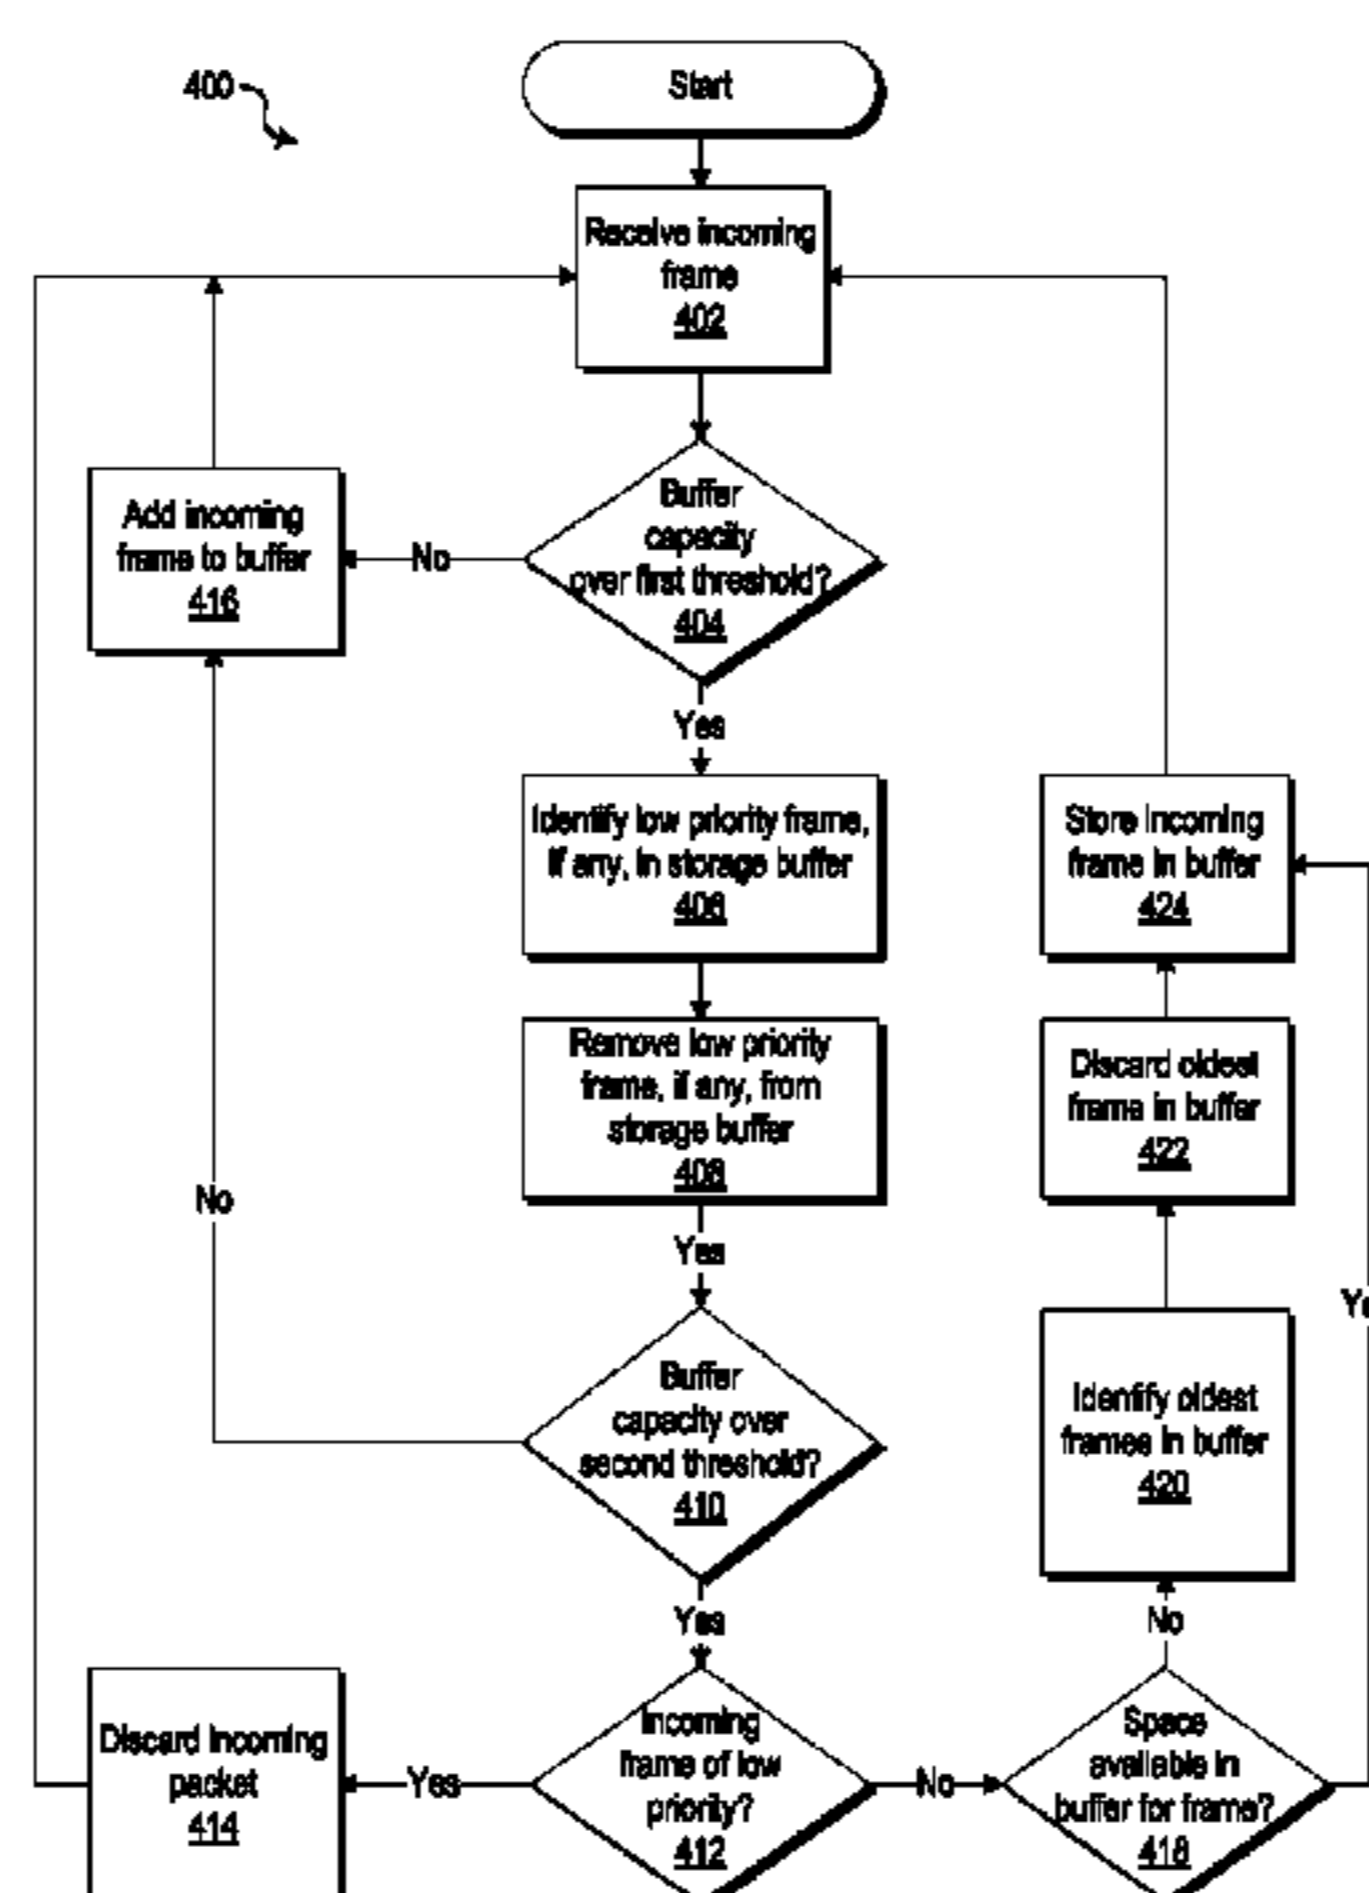 400
Start
Receive incoming
frame
402
Buffer
capacity
over first threshold?
404
No
Add incoming
frame to buffer
416
Yes
Identify low priority frame,
if any, in storage buffer
406
Store incoming
frame in buffer
424
Remove low priority
frame, if any, from
storage buffer
408
Discard oldest
frame in buffer
422
No
Yes
Buffer
capacity over
second threshold?
410
Identify oldest
frames in buffer
420
Yes
No
Discard incoming
packet
414
Yes
Incoming
frame of low
priority?
412
No
Space
available in
buffer for frame?
418